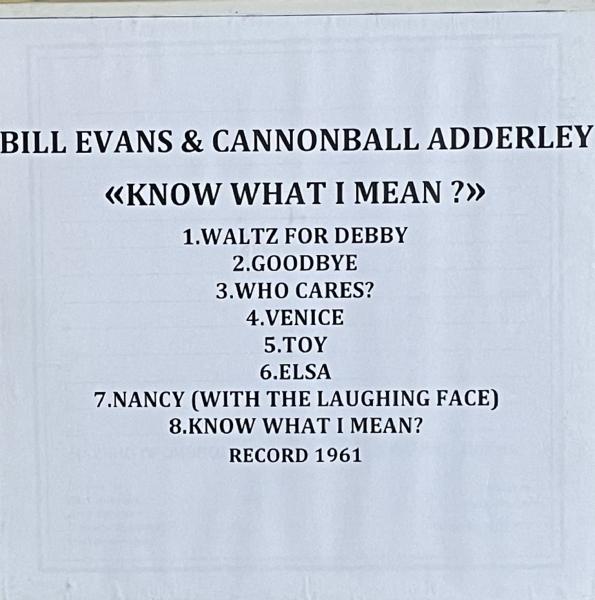 BILL EVANS & CANNONBALL ADDERLEY
«KNOW WHAT I MEAN ?»
1.WALTZ FOR DEBBY
2.GOODBYE
3.WHO CARES?
4.VENICE
5.TOY
6.ELSA
7.NANCY (WITH THE LAUGHING FACE)
8.KNOW WHAT I MEAN?
RECORD 1961